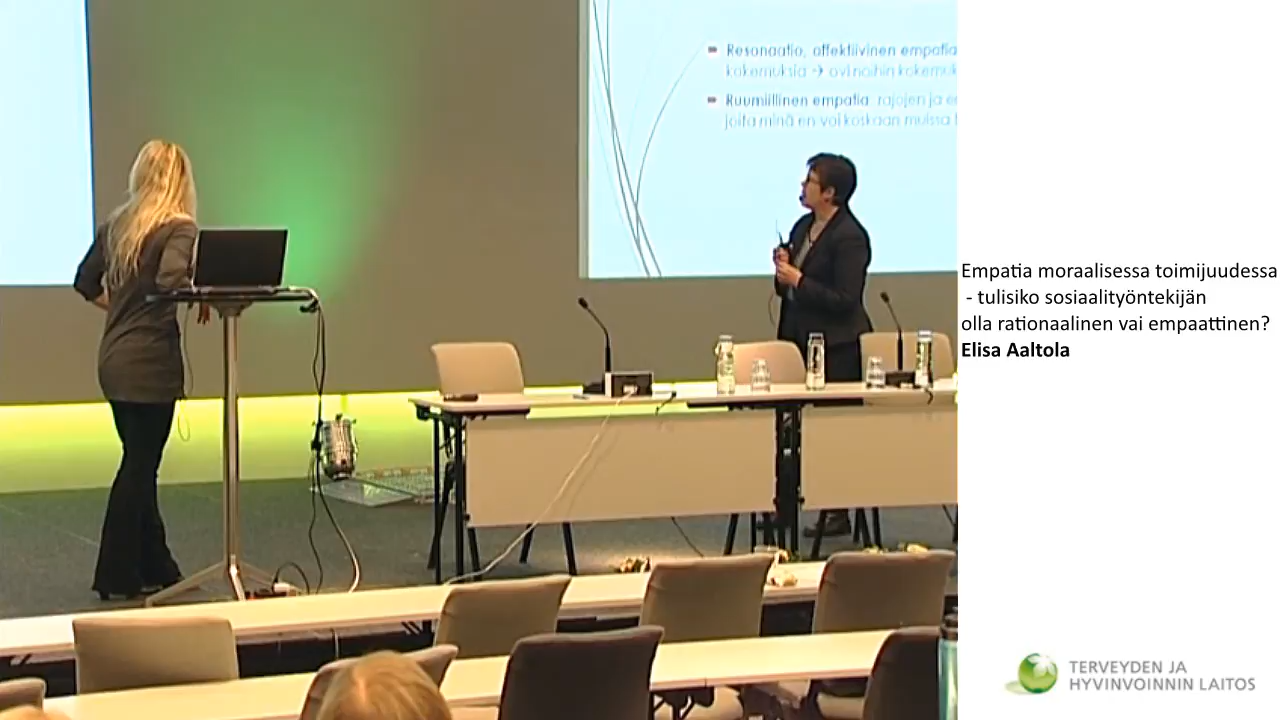 Resonaatio, affektiivinen empatia
kokemuksia → ovi noihin kokemuk
Ruumiillinen empatia rajojen ja e
joita minä en voi koskaan muissa
Empatia moraalisessa toimijuudessa
- tulisiko sosiaalityöntekijän
olla rationaalinen vai empaattinen?
Elisa Aaltola
TERVEYDEN JA
HYVINVOINNIN LAITOS